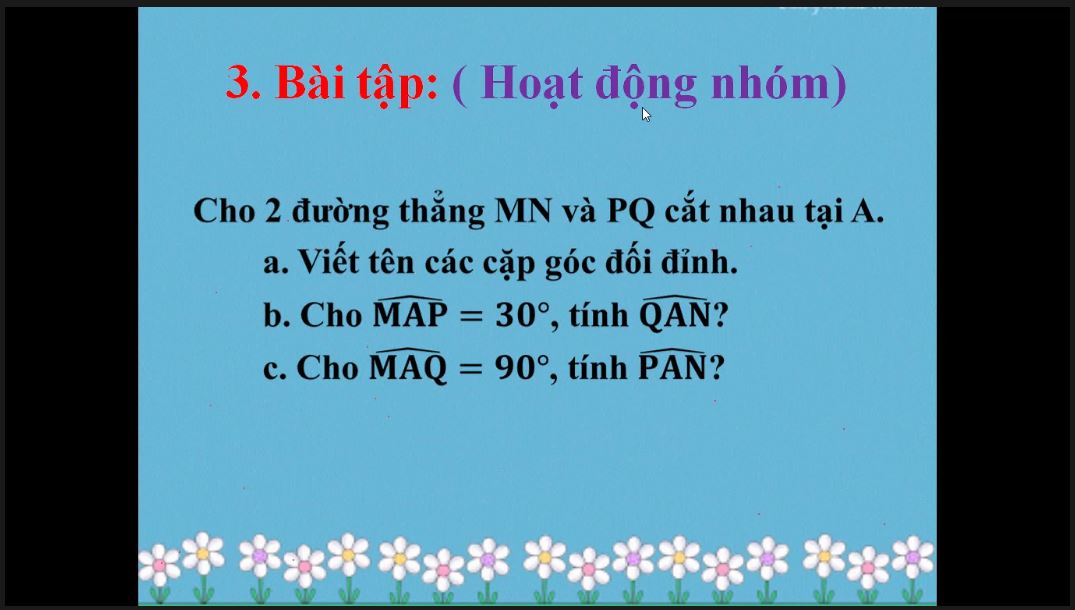 3. Bài tập: ( Hoạt động nhóm)
Cho 2 đường thẳng MN và PQ cắt nhau tại A.
a. Viết tên các cặp góc đối đỉnh.
b. Cho $\widehat{MAP}$ = 30°, tính $\widehat{QAN}$?
c. Cho $\widehat{MAQ}$ = 90°, tính $\widehat{PAN}$?